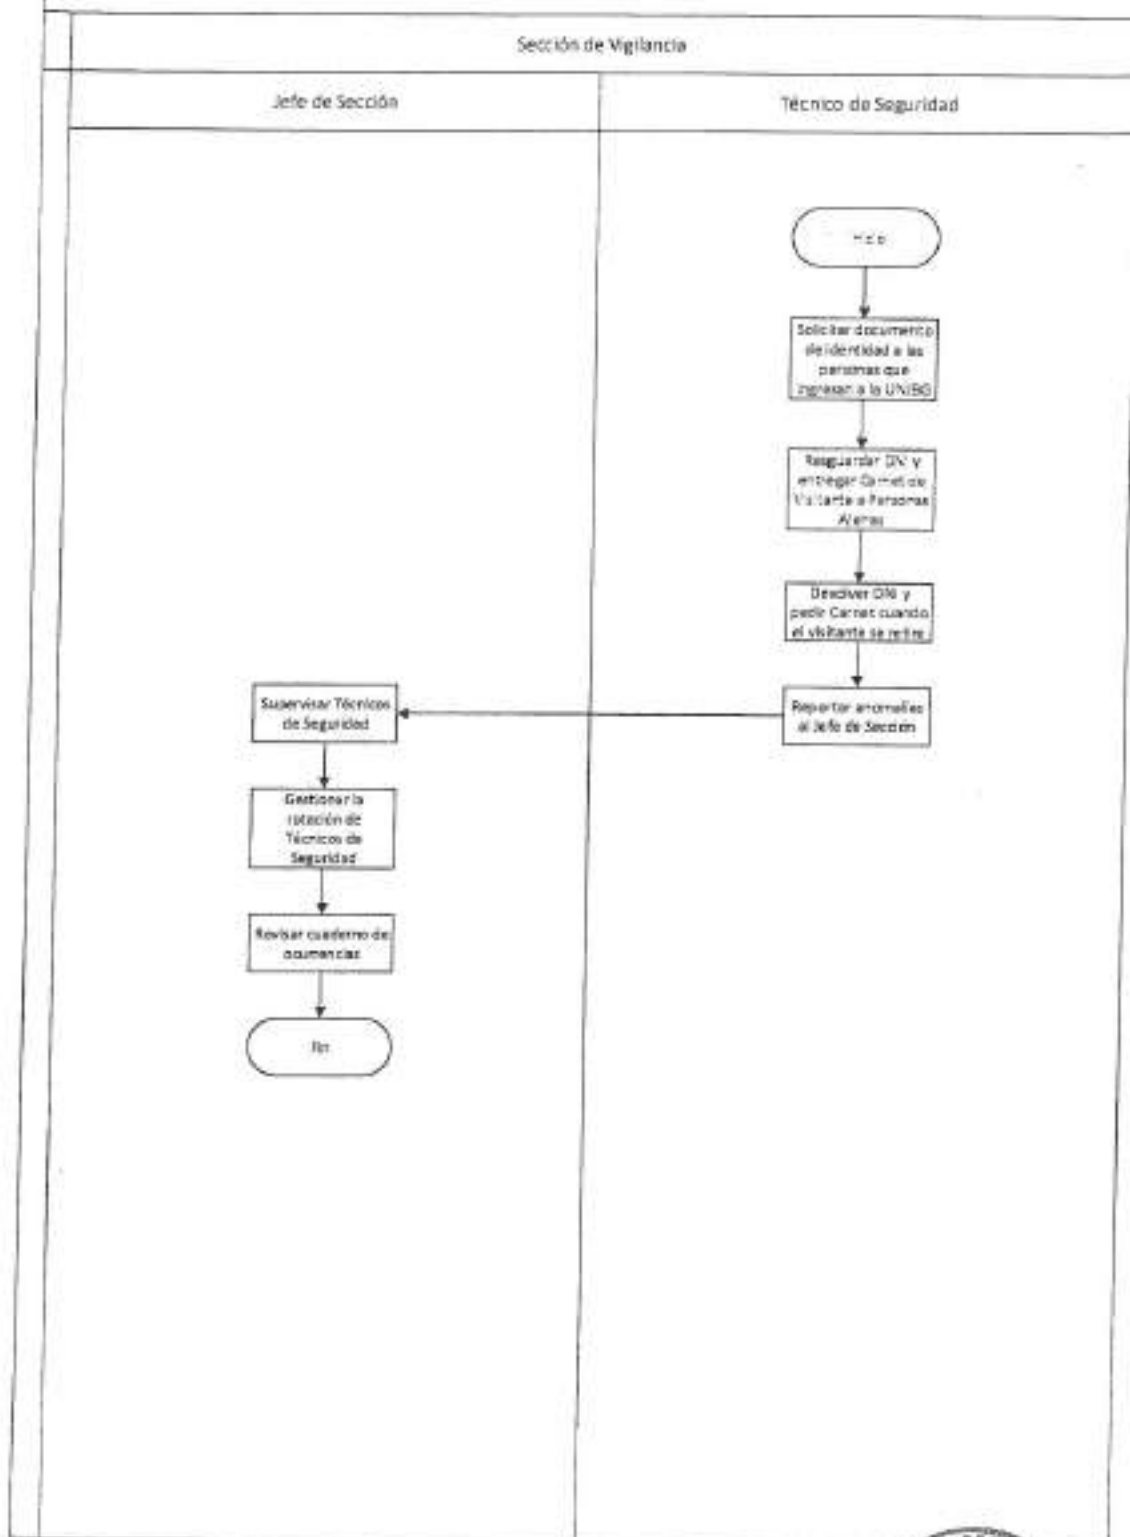 Sección de Vigilancia
Jefe de Sección
Técnico de Seguridad
Solicitar documento
de identidad a las
personas que
ingresan a la UNJBG
Resguardar DNI y
entregar Carnet de
Visitante a Personas
Ajenas
Devolver DNI y
pedir Carnet cuando
el visitante se retire
Reportar anomalías
al Jefe de Sección
Supervisar Técnicos
de Seguridad
Gestionar la
rotación de
Técnicos de
Seguridad
Revisar cuaderno de
ocurrencias
Fin